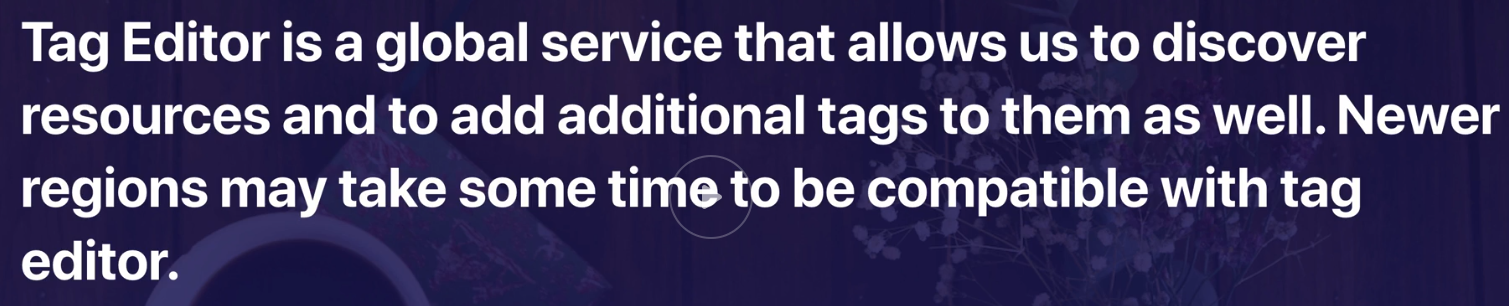 Tag Editor is a global service that allows us to discover
resources and to add additional tags to them as well. Newer
regions may take some time to be compatible with tag
editor.